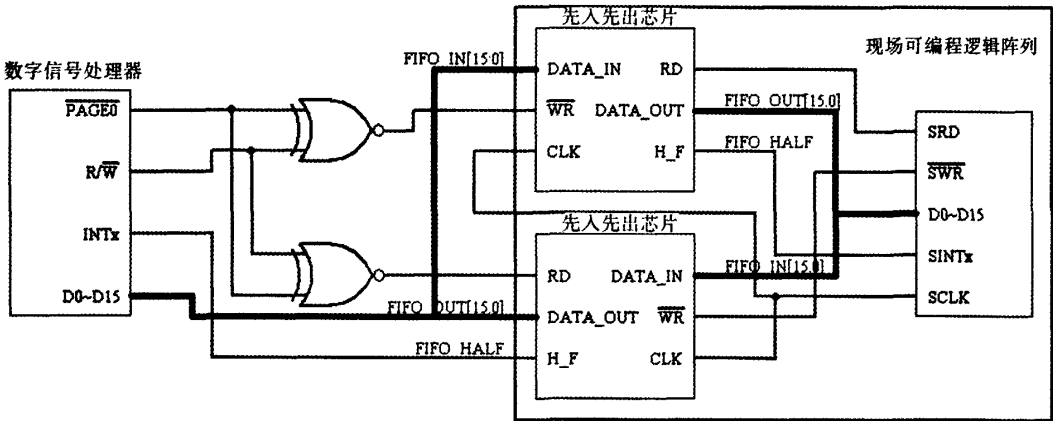 数字信号处理器
PAGE0
R/W
INTx
D0~D15
FIFO_IN[15:0]
FIFO_OUT[15:0]
FIFO_HALF
先入先出芯片
DATA_IN
WR
CLK
RD
DATA_OUT
H_F
FIFO_OUT[15:0]
FIFO_HALF
先入先出芯片
RD
DATA_OUT
H_F
DATA_IN
WR
CLK
FIFO_IN[15:0]
现场可编程逻辑阵列
SRD
SWR
D0~D15
SINTx
SCLK